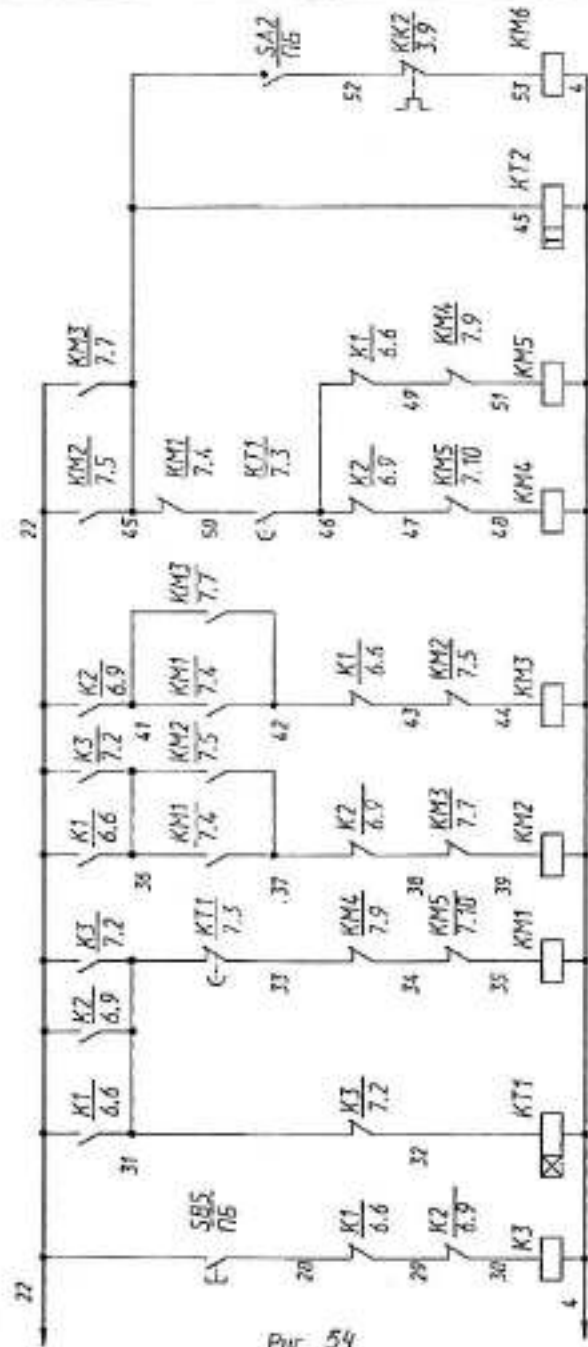 22
SB5
ПБ
28
K1
6.6
29
K2
6.9
30
K3
4
K1
6.6
K2
6.9
K3
7.2
31
K3
7.2
32
KT1
KT1
7.3
33
KM4
7.9
34
KM5
7.10
35
KM1
K1
6.6
K3
7.2
36
KM1
7.4
KM2
7.5
37
K2
6.9
38
KM3
7.7
39
KM2
K2
6.9
41
KM1
7.4
KM3
7.7
42
K1
6.6
43
KM2
7.5
44
KM3
22
KM2
7.5
KM3
7.7
45
KM1
7.4
50
KT1
7.3
46
K2
6.9
47
KM5
7.10
48
KM4
K1
6.6
49
KM4
7.9
51
KM5
45
KT2
SA2
ПБ
52
KK2
3.9
53
KM6
4
Рис. 54